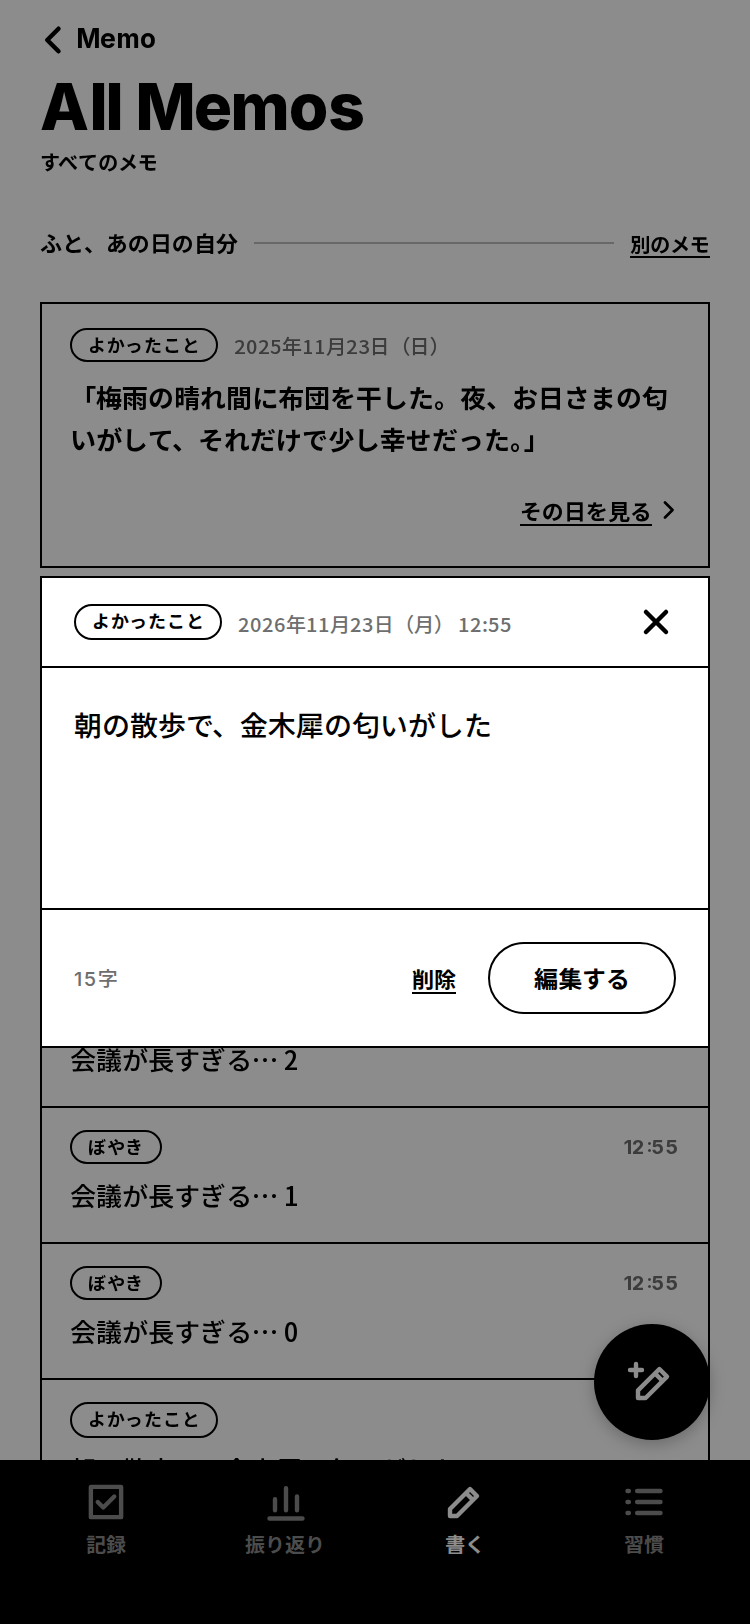 Memo
All Memos
すべてのメモ
ふと、あの日の自分
別のメモ
よかったこと 2025年11月23日（日）
「梅雨の晴れ間に布団を干した。夜、お日さまの匂
いがして、それだけで少し幸せだった。」
その日を見る
よかったこと 2026年11月23日（月） 12:55
朝の散歩で、金木犀の匂いがした
15字
削除
編集する
会議が長すぎる… 2
ぼやき 12:55
会議が長すぎる… 1
ぼやき 12:55
会議が長すぎる… 0
よかったこと
記録
振り返り
書く
習慣